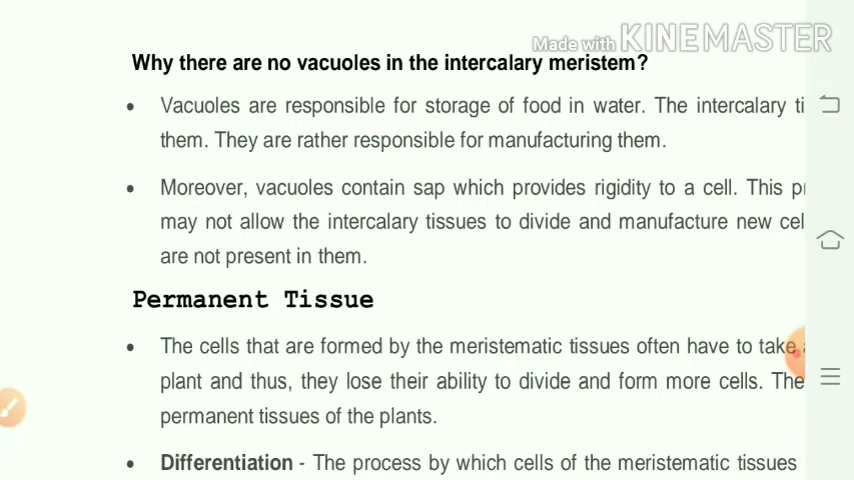 Made with KINEMASTER
Why there are no vacuoles in the intercalary meristem?
• Vacuoles are responsible for storage of food in water. The intercalary ti
them. They are rather responsible for manufacturing them.
• Moreover, vacuoles contain sap which provides rigidity to a cell. This pr
may not allow the intercalary tissues to divide and manufacture new cel
are not present in them.
Permanent Tissue
• The cells that are formed by the meristematic tissues often have to take
plant and thus, they lose their ability to divide and form more cells. The
permanent tissues of the plants.
• Differentiation - The process by which cells of the meristematic tissues